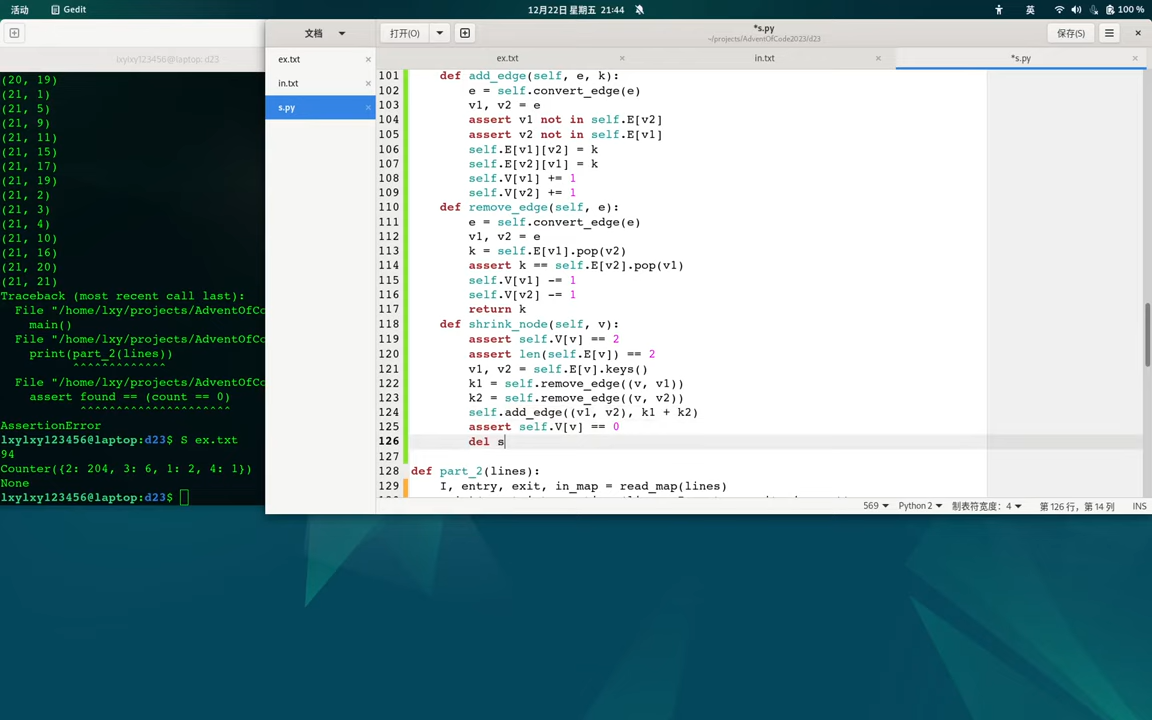 活动
Gedit
12月22日 星期五 21:44
英
100 %
lxylxy123456@laptop: d23
文档
打开(O)
*s.py
~/projects/AdventOfCode2023/d23
保存(S)
ex.txt
in.txt
s.py
ex.txt
in.txt
*s.py
(20, 19)
(21, 1)
(21, 5)
(21, 9)
(21, 11)
(21, 15)
(21, 17)
(21, 19)
(21, 2)
(21, 3)
(21, 4)
(21, 10)
(21, 16)
(21, 20)
(21, 21)
Traceback (most recent call last):
File "/home/lxy/projects/AdventOfCo
main()
File "/home/lxy/projects/AdventOfCo
print(part_2(lines))
^^^^^^^^^^^^^
File "/home/lxy/projects/AdventOfCo
assert found == (count == 0)
^^^^^^^^^^^^^^^^^^^^^
AssertionError
lxylxy123456@laptop:d23$ S ex.txt
94
Counter({2: 204, 3: 6, 1: 2, 4: 1})
None
lxylxy123456@laptop:d23$
101 def add_edge(self, e, k):
102 e = self.convert_edge(e)
103 v1, v2 = e
104 assert v1 not in self.E[v2]
105 assert v2 not in self.E[v1]
106 self.E[v1][v2] = k
107 self.E[v2][v1] = k
108 self.V[v1] += 1
109 self.V[v2] += 1
110 def remove_edge(self, e):
111 e = self.convert_edge(e)
112 v1, v2 = e
113 k = self.E[v1].pop(v2)
114 assert k == self.E[v2].pop(v1)
115 self.V[v1] -= 1
116 self.V[v2] -= 1
117 return k
118 def shrink_node(self, v):
119 assert self.V[v] == 2
120 assert len(self.E[v]) == 2
121 v1, v2 = self.E[v].keys()
122 k1 = self.remove_edge((v, v1))
123 k2 = self.remove_edge((v, v2))
124 self.add_edge((v1, v2), k1 + k2)
125 assert self.V[v] == 0
126 del s
127
128 def part_2(lines):
129 I, entry, exit, in_map = read_map(lines)
569
Python 2
制表符宽度：4
第 126 行，第 14 列
INS